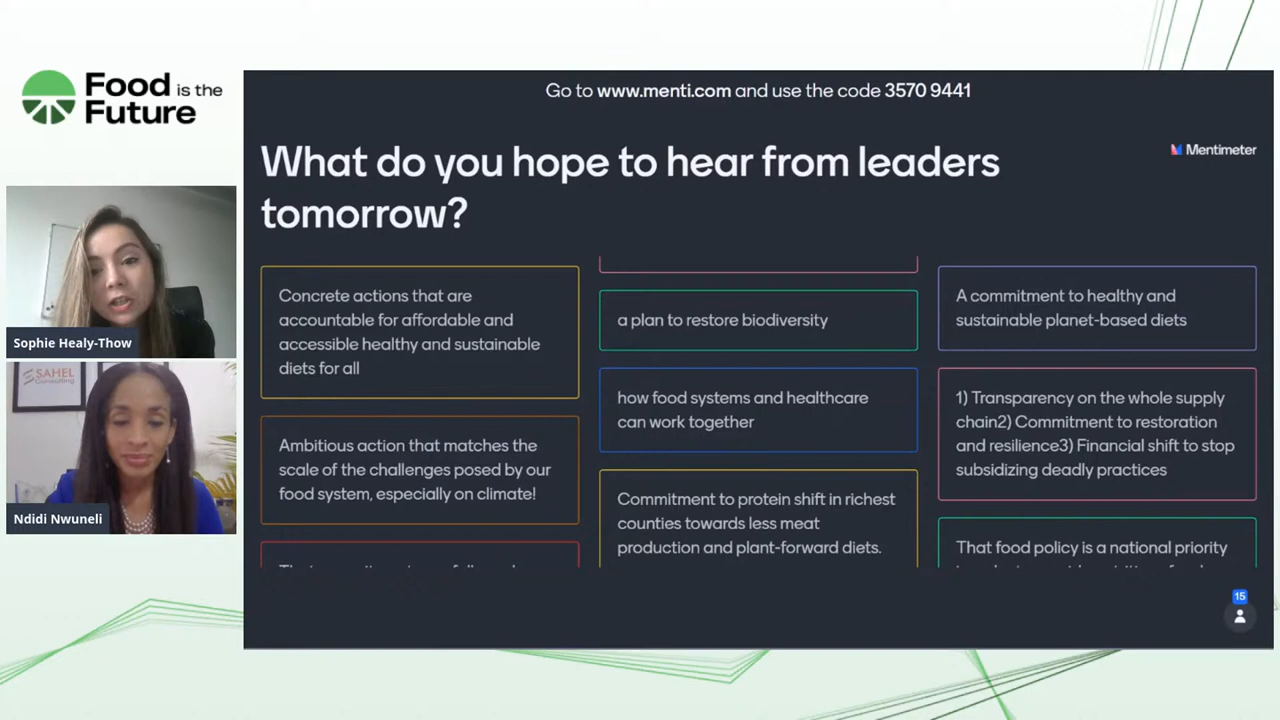 Food is the
Future
Sophie Healy-Thow
SAHEL
Consulting
Ndidi Nwuneli
Go to www.menti.com and use the code 3570 9441
What do you hope to hear from leaders
tomorrow?
Mentimeter
Concrete actions that are
accountable for affordable and
accessible healthy and sustainable
diets for all
Ambitious action that matches the
scale of the challenges posed by our
food system, especially on climate!
a plan to restore biodiversity
how food systems and healthcare
can work together
Commitment to protein shift in richest
counties towards less meat
production and plant-forward diets.
A commitment to healthy and
sustainable planet-based diets
1) Transparency on the whole supply
chain2) Commitment to restoration
and resilience3) Financial shift to stop
subsidizing deadly practices
That food policy is a national priority
15